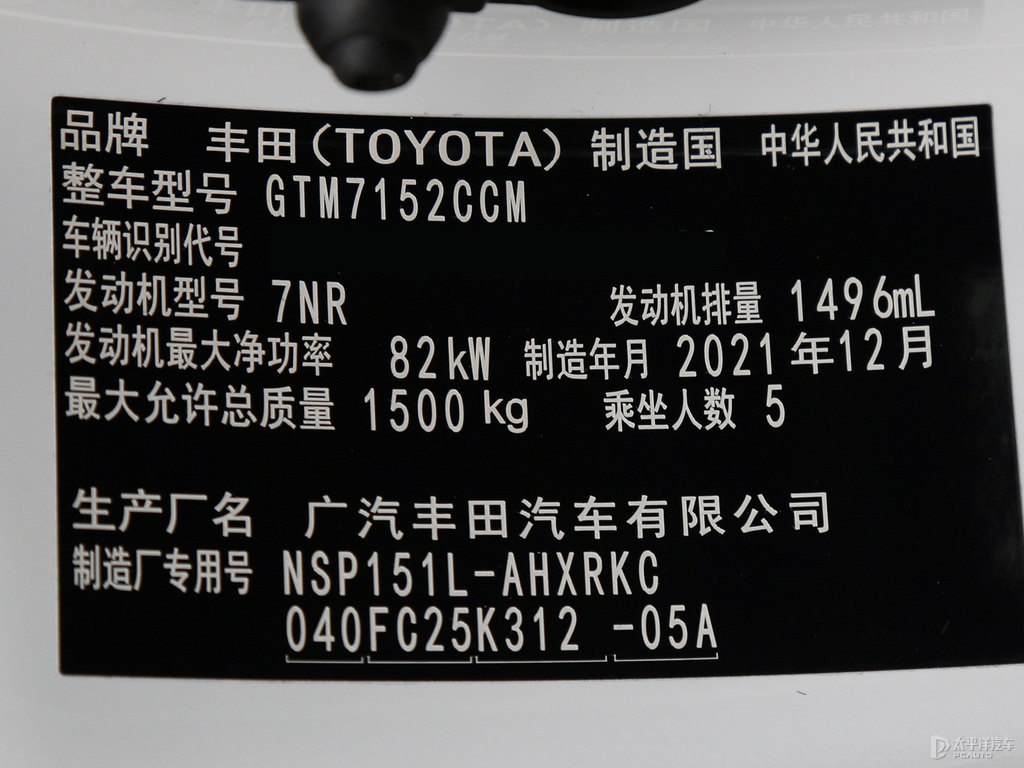 品牌 丰田(TOYOTA) 制造国 中华人民共和国
整车型号 GTM7152CCM
车辆识别代号
发动机型号 7NR 发动机排量 1496mL
发动机最大净功率 82kW 制造年月 2021年12月
最大允许总质量 1500kg 乘坐人数 5
生产厂名 广汽丰田汽车有限公司
制造厂专用号 NSP151L-AHXRKC
040FC25K312 -05A
太平洋汽车
PCAUTO